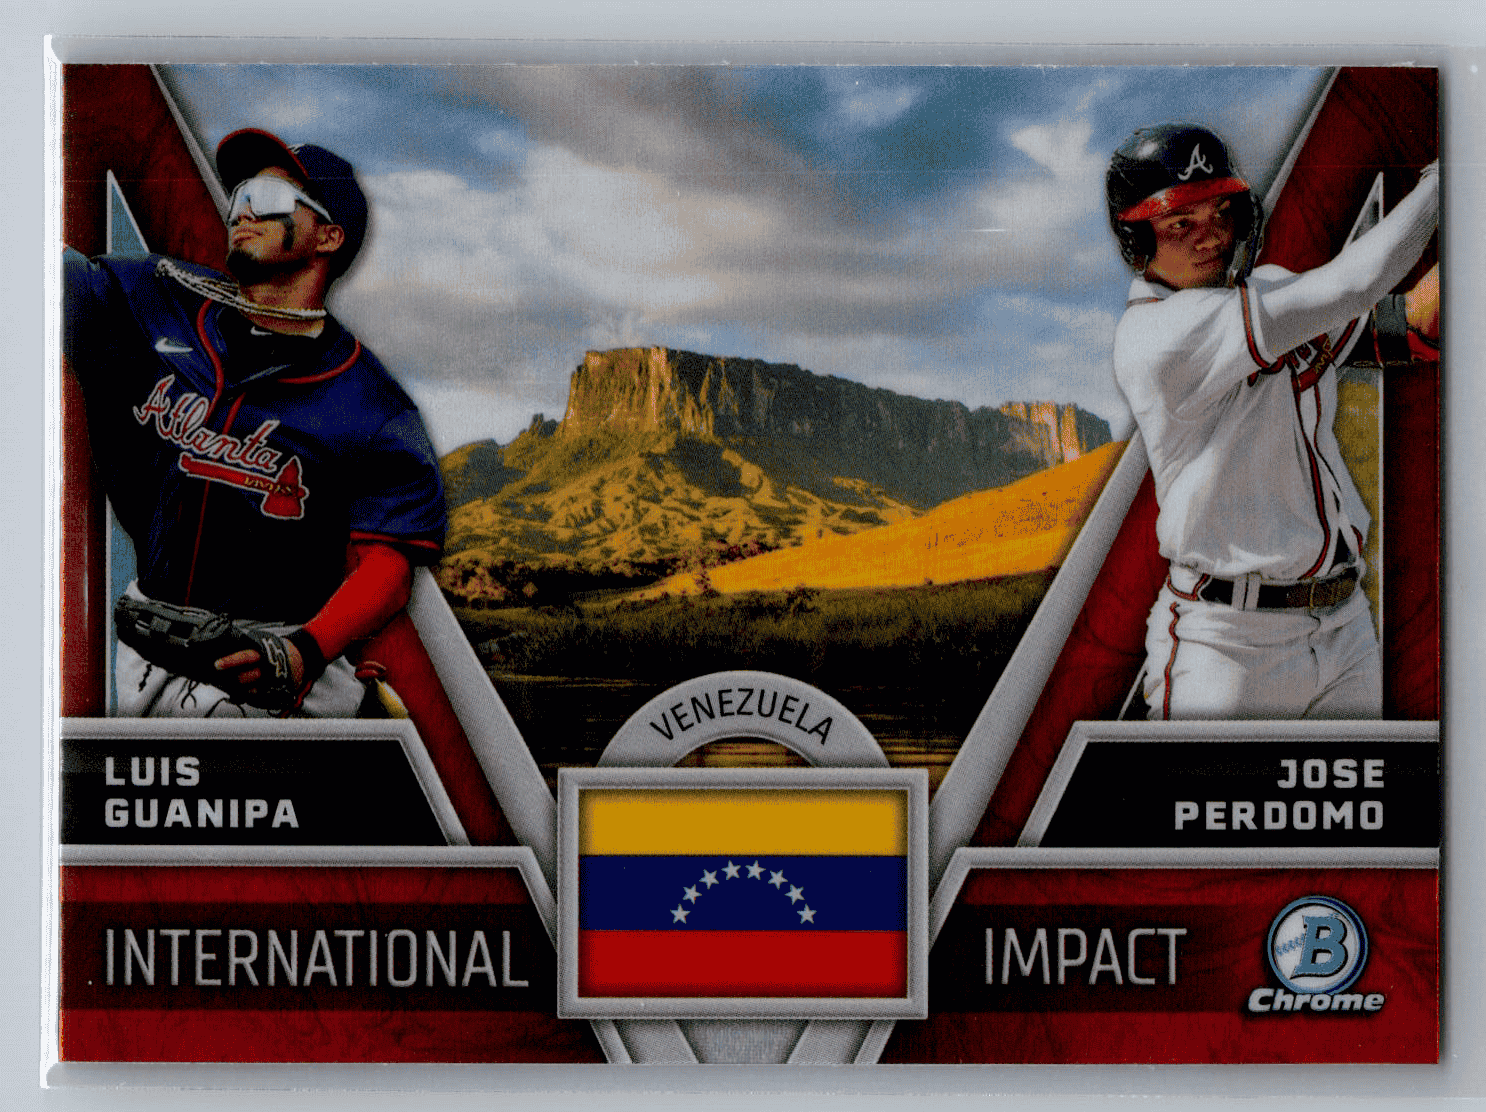 A
Atlanta
VENEZUELA
LUIS
GUANIPA
JOSE
PERDOMO
INTERNATIONAL
IMPACT
B
Chrome